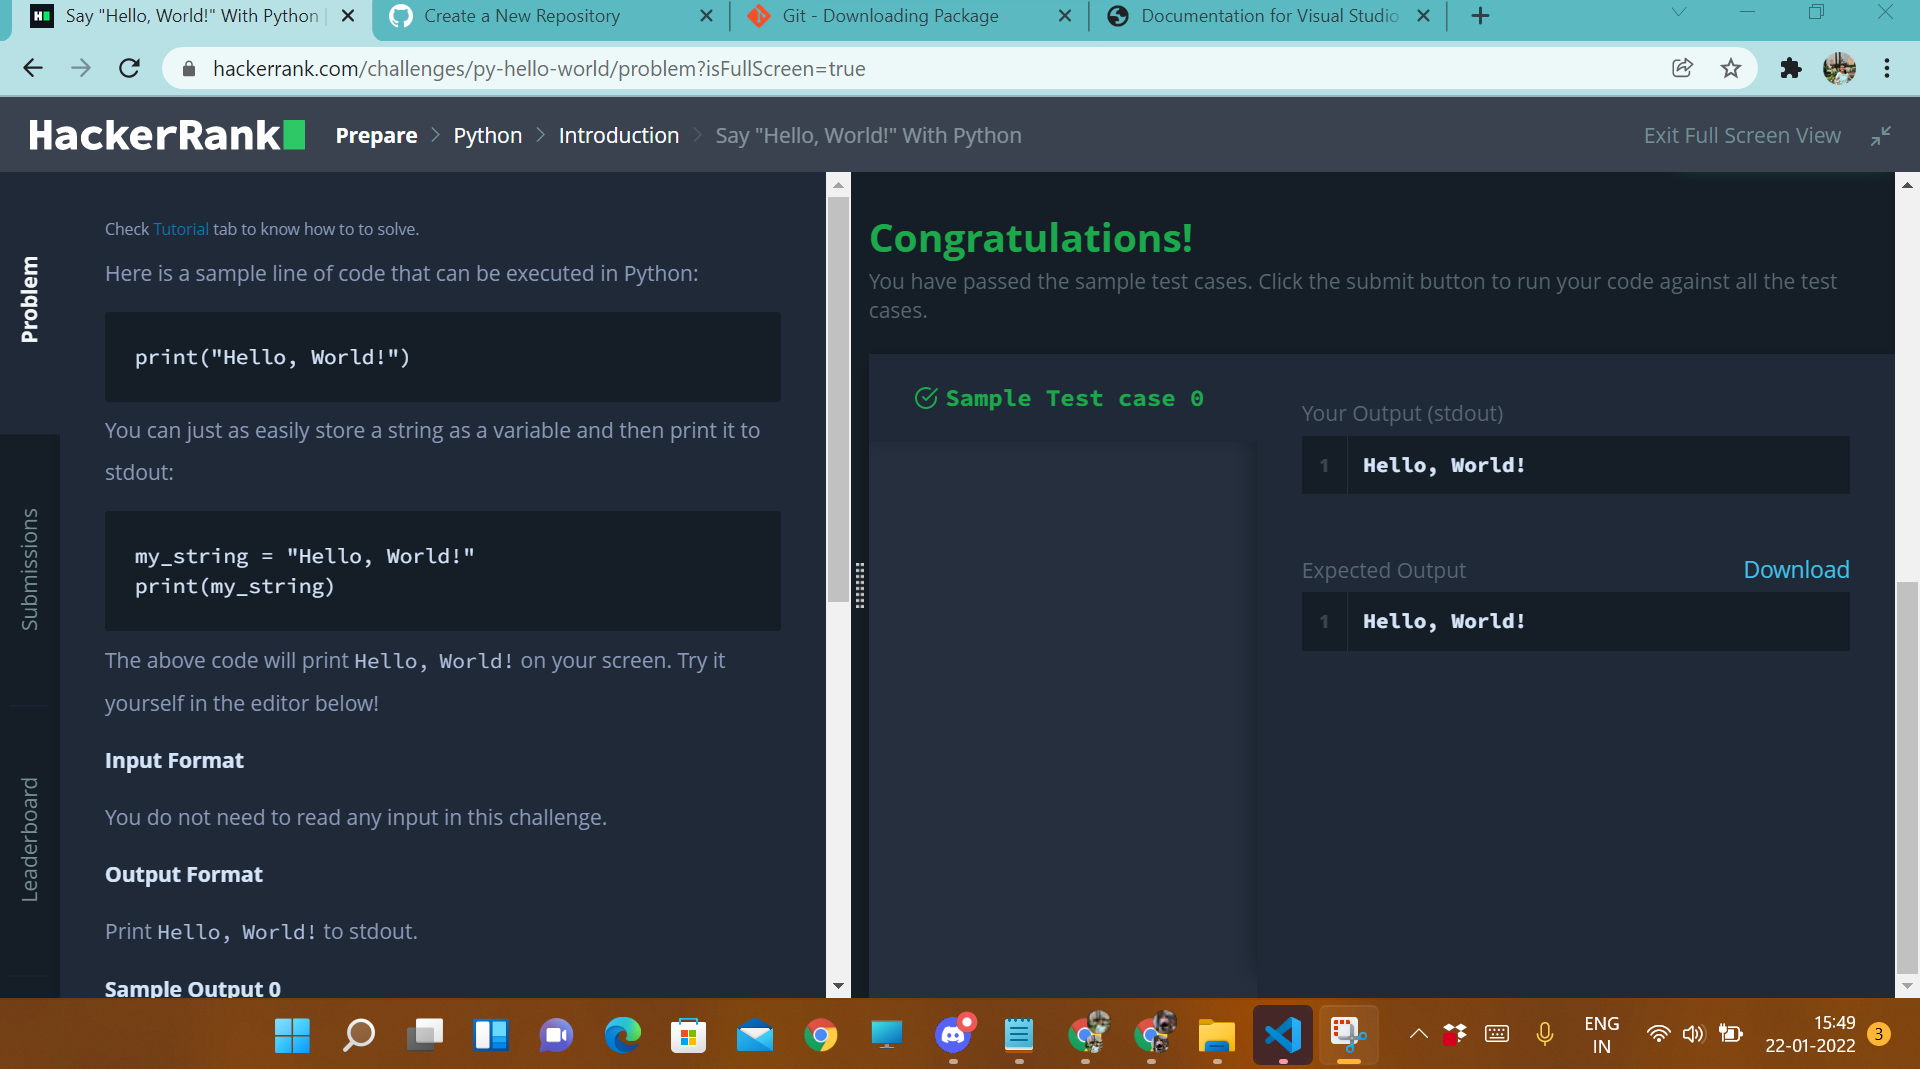 Say "Hello, World!" With Python
Create a New Repository
Git - Downloading Package
Documentation for Visual Studio
hackerrank.com/challenges/py-hello-world/problem?isFullScreen=true
HackerRank
Prepare > Python > Introduction > Say "Hello, World!" With Python
Exit Full Screen View
Problem
Submissions
Leaderboard
Check Tutorial tab to know how to to solve.
Here is a sample line of code that can be executed in Python:
print("Hello, World!")
You can just as easily store a string as a variable and then print it to
stdout:
my_string = "Hello, World!"
print(my_string)
The above code will print Hello, World! on your screen. Try it
yourself in the editor below!
Input Format
You do not need to read any input in this challenge.
Output Format
Print Hello, World! to stdout.
Sample Output 0
Congratulations!
You have passed the sample test cases. Click the submit button to run your code against all the test
cases.
Sample Test case 0
Your Output (stdout)
1 Hello, World!
Expected Output
Download
1 Hello, World!
ENG
IN
15:49
22-01-2022
3